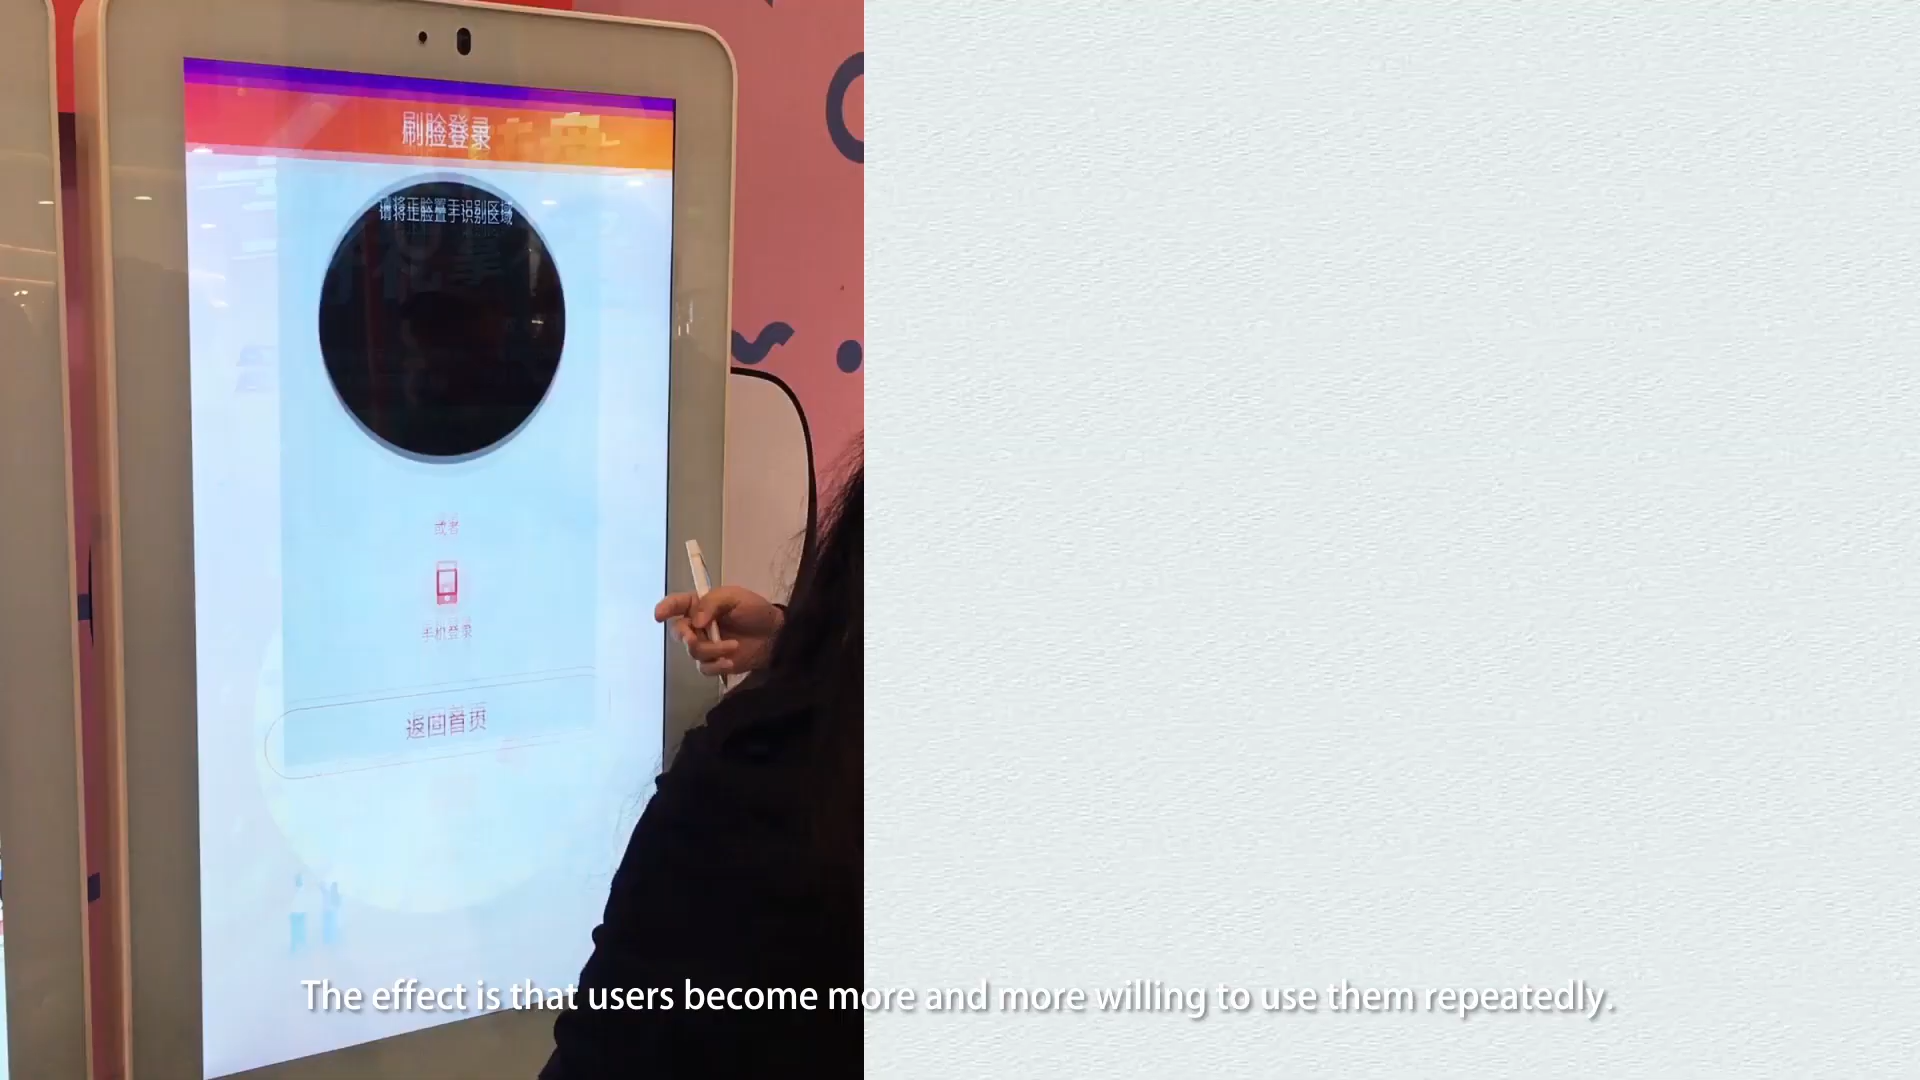 刷脸登录
请将正脸置于识别区域
或者
手机登录
返回首页
The effect is that users become more and more willing to use them repeatedly.